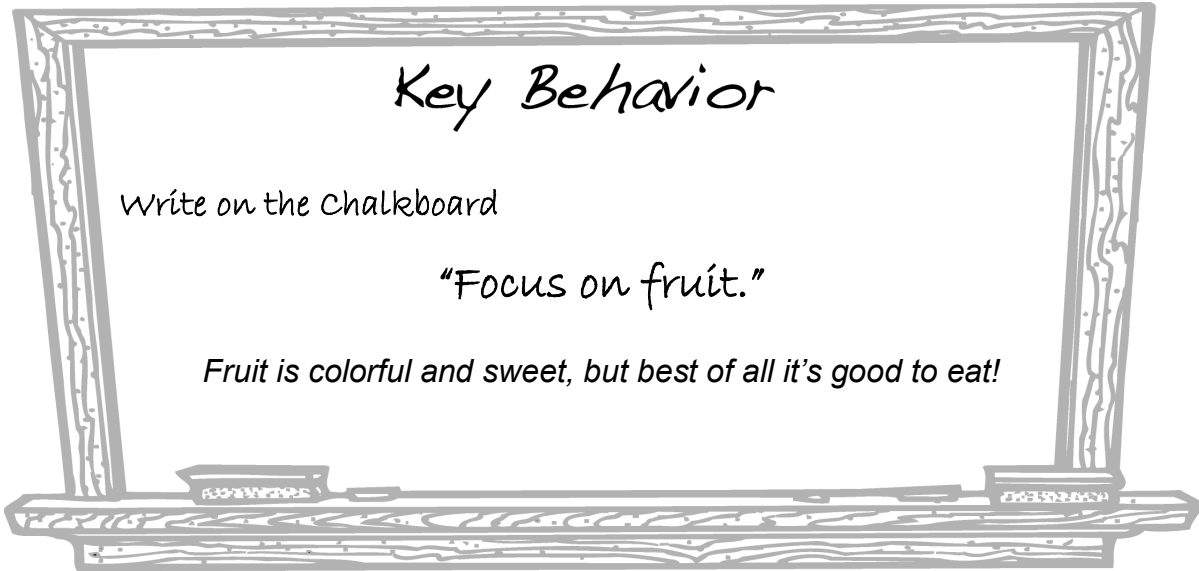 Key Behavior
Write on the Chalkboard
“Focus on fruit.”
Fruit is colorful and sweet, but best of all it’s good to eat!